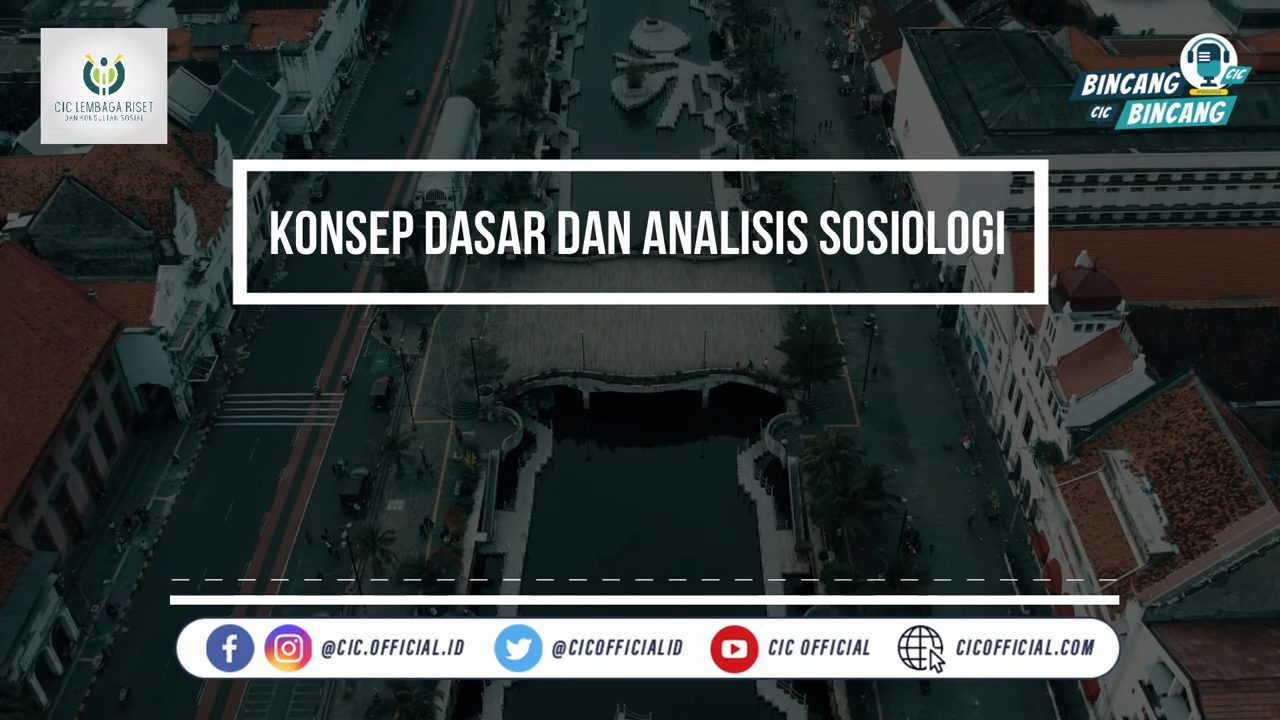 CIC LEMBAGA RISET
DAN KONSULTAN SOSIAL
BINCANG CIC
CIC BINCANG
KONSEP DASAR DAN ANALISIS SOSIOLOGI
@CIC.OFFICIAL.ID
@CICOFFICIALID
CIC OFFICIAL
CICOFFICIAL.COM